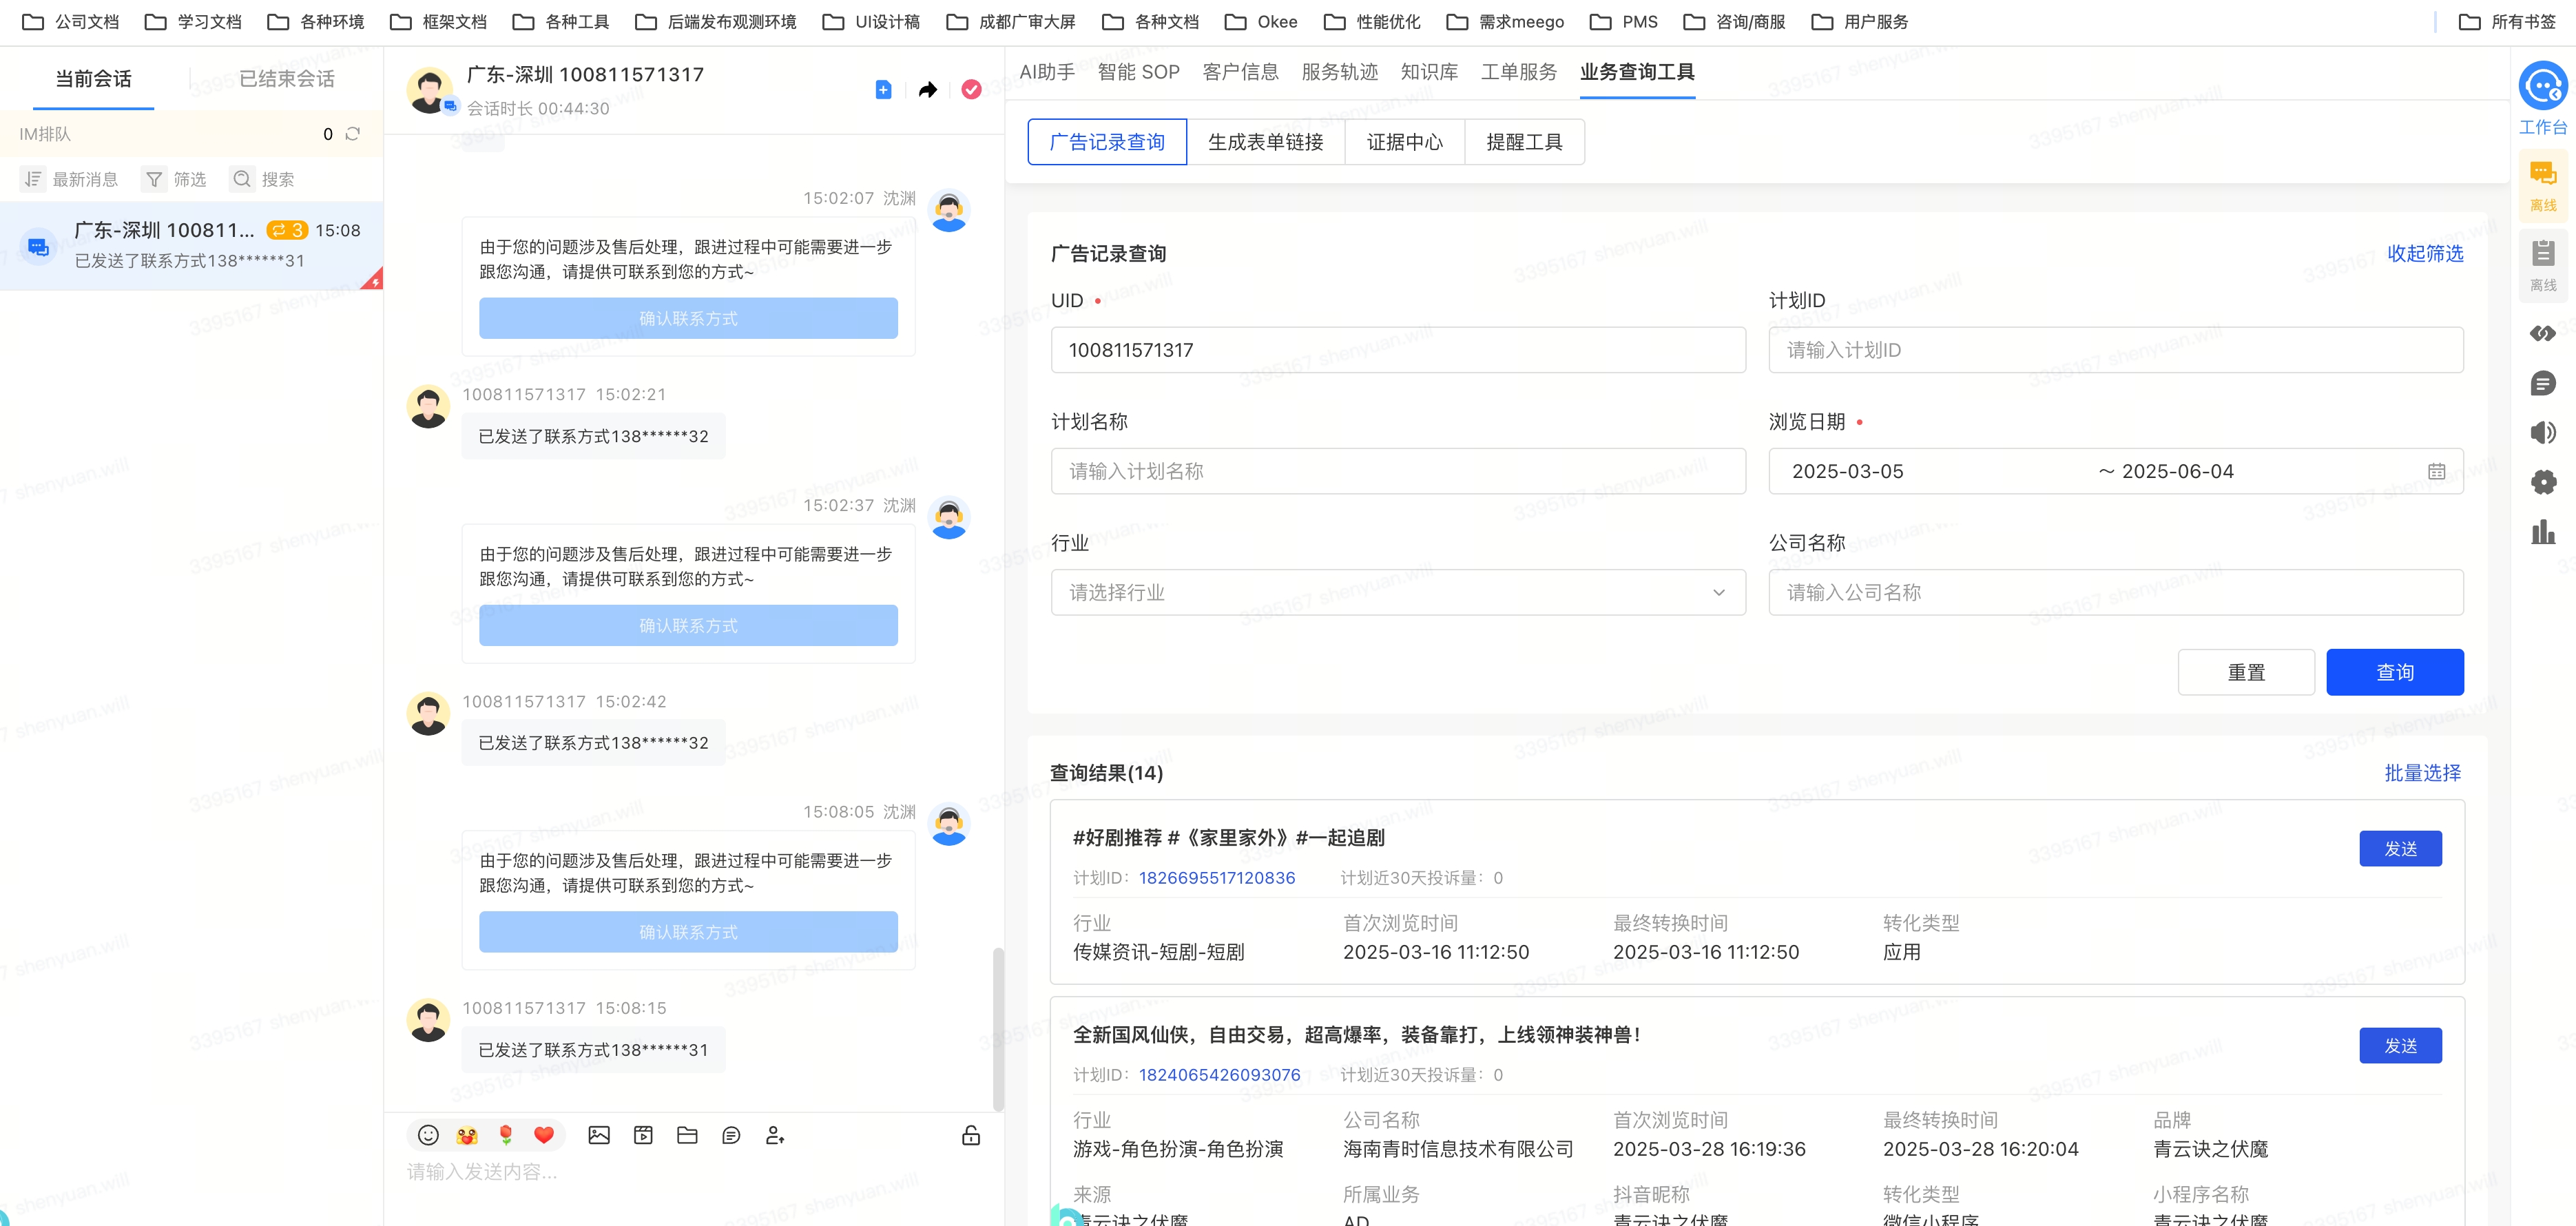 公司文档 学习文档 各种环境 框架文档 各种工具 后端发布观测环境 UI设计稿 成都广审大屏 各种文档 Okee 性能优化 需求meego PMS 咨询/商服 用户服务 所有书签
当前会话 已结束会话
IM排队 0
最新消息 筛选 搜索
广东-深圳 100811... 3 15:08
已发送了联系方式138******31
广东-深圳 100811571317
会话时长 00:44:30
15:02:07 沈渊
由于您的问题涉及售后处理，跟进过程中可能需要进一步
跟您沟通，请提供可联系到您的方式~
确认联系方式
100811571317 15:02:21
已发送了联系方式138******32
15:02:37 沈渊
由于您的问题涉及售后处理，跟进过程中可能需要进一步
跟您沟通，请提供可联系到您的方式~
确认联系方式
100811571317 15:02:42
已发送了联系方式138******32
15:08:05 沈渊
由于您的问题涉及售后处理，跟进过程中可能需要进一步
跟您沟通，请提供可联系到您的方式~
确认联系方式
100811571317 15:08:15
已发送了联系方式138******31
请输入发送内容...
AI助手 智能 SOP 客户信息 服务轨迹 知识库 工单服务 业务查询工具
广告记录查询 生成表单链接 证据中心 提醒工具
广告记录查询 收起筛选
UID 计划ID
100811571317 请输入计划ID
计划名称 浏览日期
请输入计划名称 2025-03-05 ～ 2025-06-04
行业 公司名称
请选择行业 请输入公司名称
重置 查询
查询结果(14) 批量选择
#好剧推荐 #《家里家外》#一起追剧 发送
计划ID：1826695517120836 计划近30天投诉量：0
行业 首次浏览时间 最终转换时间 转化类型
传媒资讯-短剧-短剧 2025-03-16 11:12:50 2025-03-16 11:12:50 应用
全新国风仙侠，自由交易，超高爆率，装备靠打，上线领神装神兽！ 发送
计划ID：1824065426093076 计划近30天投诉量：0
行业 公司名称 首次浏览时间 最终转换时间 品牌
游戏-角色扮演-角色扮演 海南青时信息技术有限公司 2025-03-28 16:19:36 2025-03-28 16:20:04 青云诀之伏魔
来源 所属业务 抖音昵称 转化类型 小程序名称
青云诀之伏魔 AD 青云诀之伏魔 微信小程序 青云诀之伏魔
工作台
离线
离线
3395167 shenyuan.will